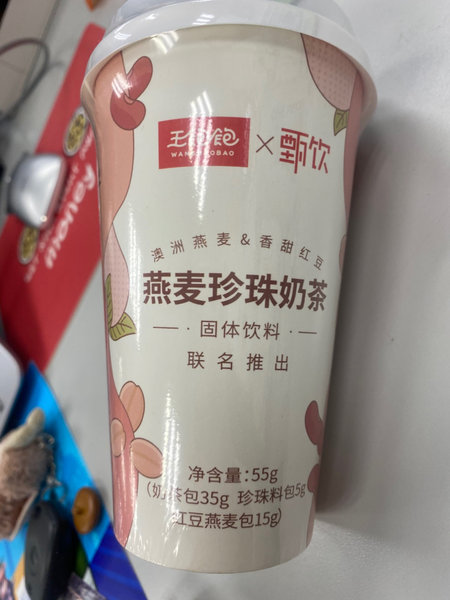 王饱饱
WANGBAOBAO
×
甄饮
澳洲燕麦&香甜红豆
燕麦珍珠奶茶
固体饮料
联名推出
净含量:55g
(奶茶包35g 珍珠料包5g
红豆燕麦包15g)